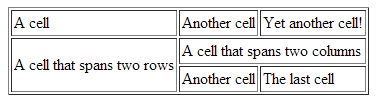 A cell
Another cell
Yet another cell!
A cell that spans two rows
A cell that spans two columns
Another cell
The last cell